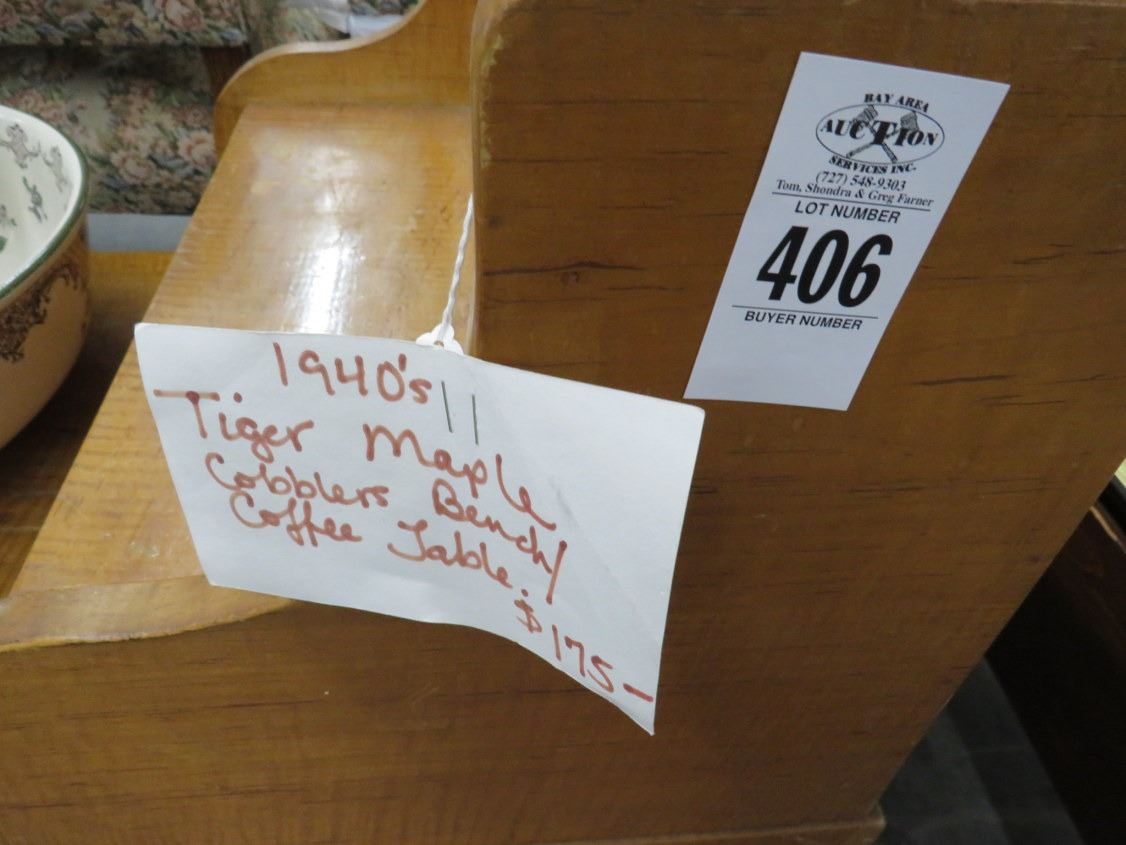 1940's
Tiger Maple
Cobblers Bench/
Coffee Table.
$175-
BAY AREA
AUCTION
SERVICES INC.
(727) 548-9303
Tom, Shondra & Greg Farner
LOT NUMBER
406
BUYER NUMBER